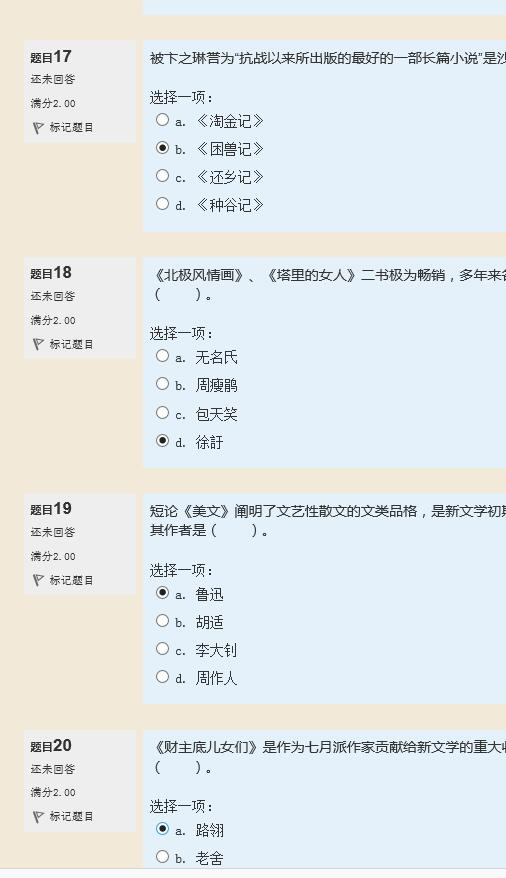 题目17
还未回答
满分2.00
标记题目
被卞之琳誉为“抗战以来所出版的最好的一部长篇小说”是
选择一项：
a. 《淘金记》
b. 《困兽记》
c. 《还乡记》
d. 《种谷记》
题目18
还未回答
满分2.00
标记题目
《北极风情画》、《塔里的女人》二书极为畅销，多年来
（　　）。
选择一项：
a. 无名氏
b. 周瘦鹃
c. 包天笑
d. 徐訏
题目19
还未回答
满分2.00
标记题目
短论《美文》阐明了文艺性散文的文类品格，是新文学初
其作者是（　　）。
选择一项：
a. 鲁迅
b. 胡适
c. 李大钊
d. 周作人
题目20
还未回答
满分2.00
标记题目
《财主底儿女们》是作为七月派作家贡献给新文学的重大
（　　）。
选择一项：
a. 路翎
b. 老舍